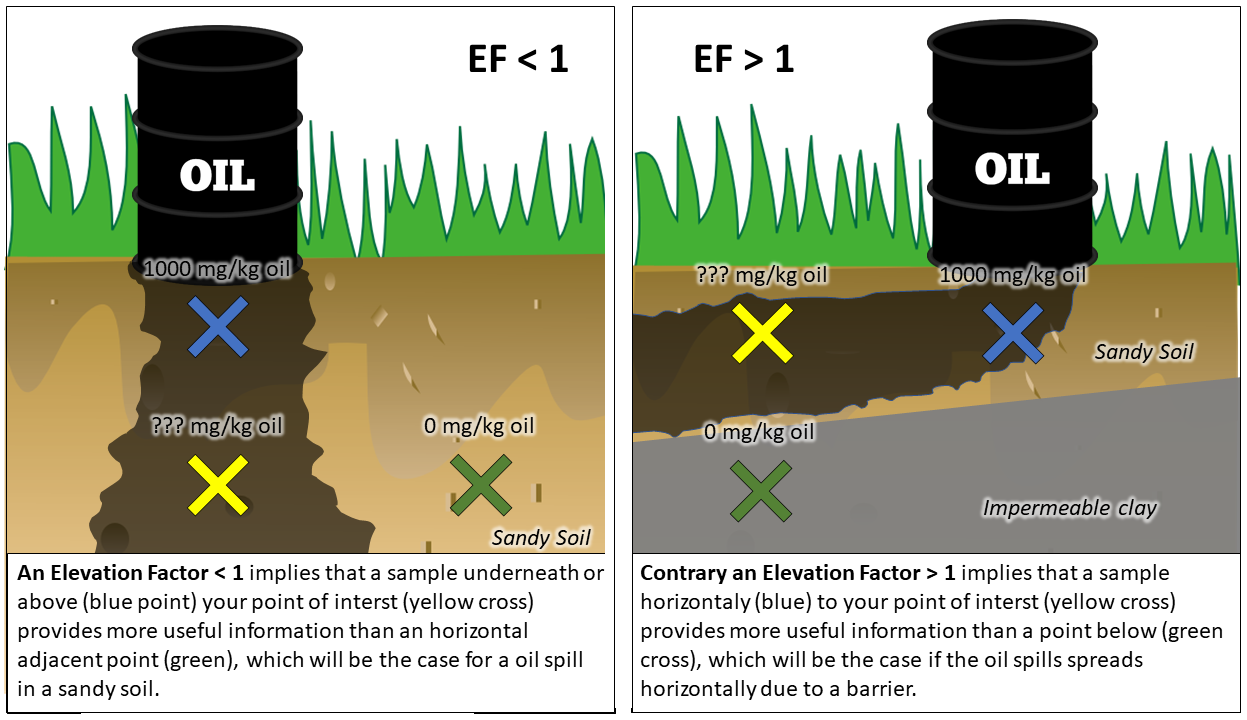 EF < 1
OIL
1000 mg/kg oil
??? mg/kg oil
0 mg/kg oil
Sandy Soil
An Elevation Factor < 1 implies that a sample underneath or
above (blue point) your point of interst (yellow cross)
provides more useful information than an horizontal
adjacent point (green), which will be the case for a oil spill
in a sandy soil.
EF > 1
OIL
??? mg/kg oil
1000 mg/kg oil
Sandy Soil
0 mg/kg oil
Impermeable clay
Contrary an Elevation Factor > 1 implies that a sample
horizontaly (blue) to your point of interst (yellow cross)
provides more useful information than a point below (green
cross), which will be the case if the oil spills spreads
horizontally due to a barrier.